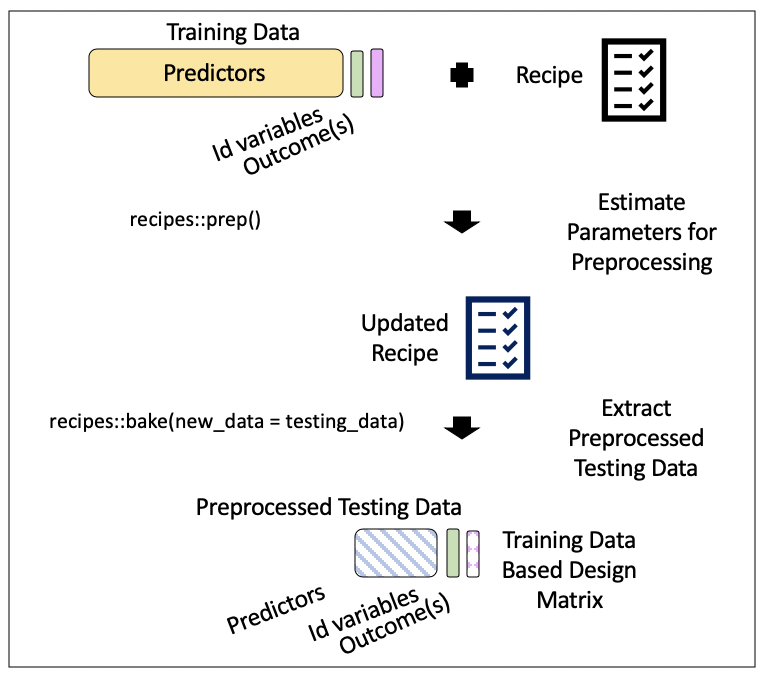 Training Data
Predictors
Recipe
Id variables
Outcome(s)
recipes::prep()
Estimate
Parameters for
Preprocessing
Updated
Recipe
recipes::bake(new_data = testing_data)
Extract
Preprocessed
Testing Data
Preprocessed Testing Data
Training Data
Based Design
Matrix
Predictors
Id variables
Outcome(s)